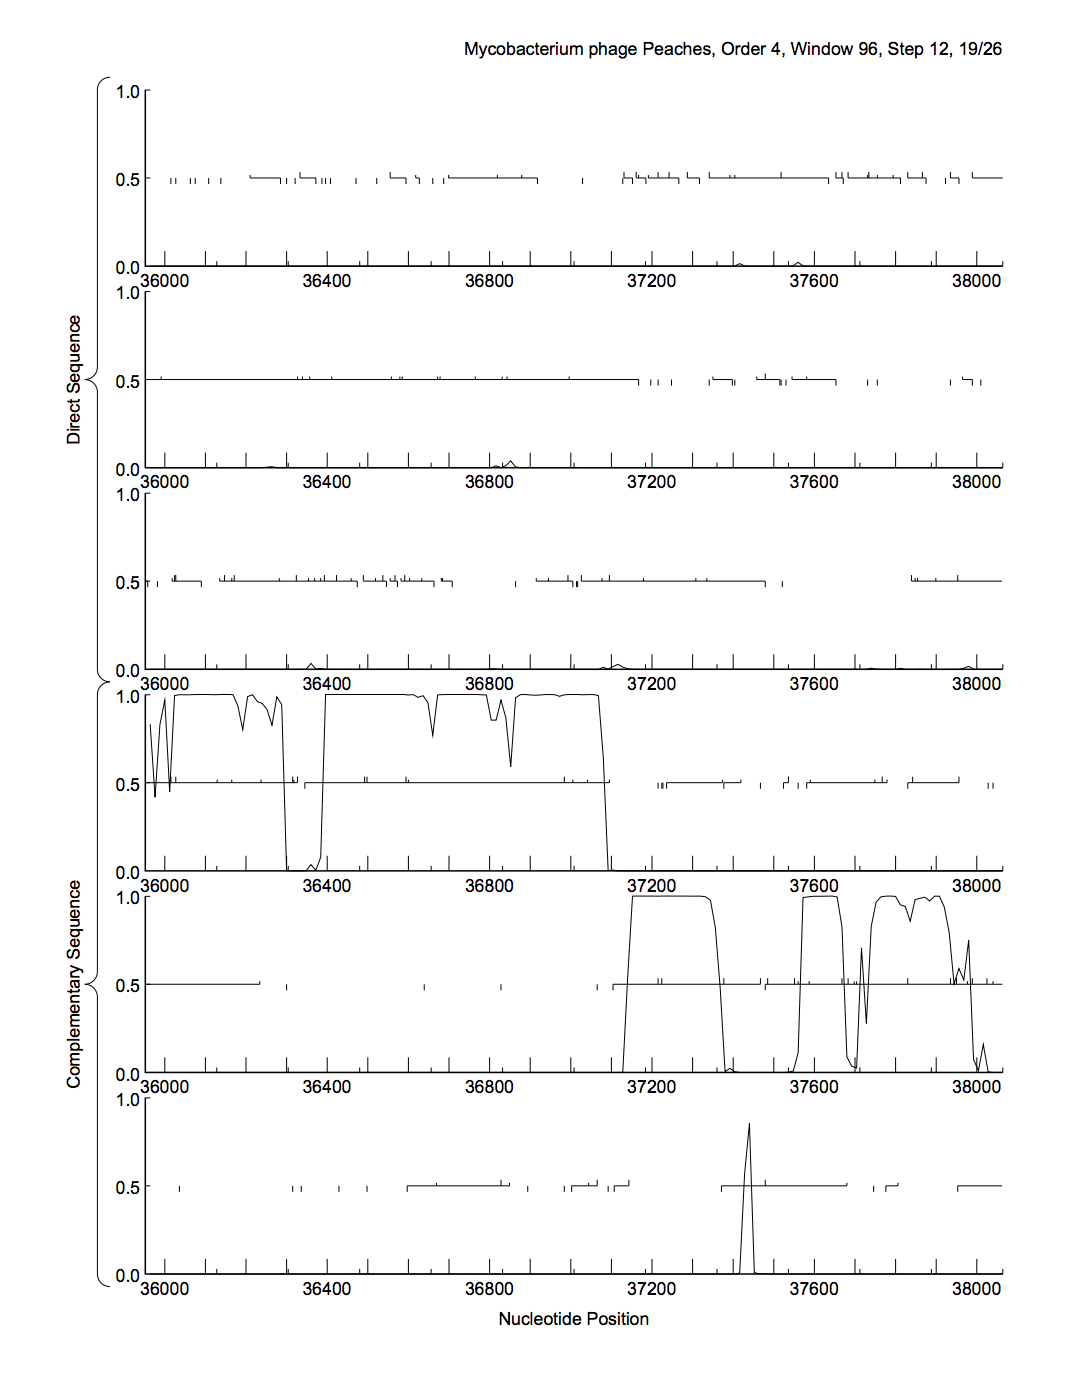 Mycobacterium phage Peaches, Order 4, Window 96, Step 12, 19/26
Direct Sequence
1.0
0.5
0.0
36000 36400 36800 37200 37600 38000
1.0
0.5
0.0
36000 36400 36800 37200 37600 38000
1.0
0.5
0.0
36000 36400 36800 37200 37600 38000
Complementary Sequence
1.0
0.5
0.0
36000 36400 36800 37200 37600 38000
1.0
0.5
0.0
36000 36400 36800 37200 37600 38000
1.0
0.5
0.0
36000 36400 36800 37200 37600 38000
Nucleotide Position